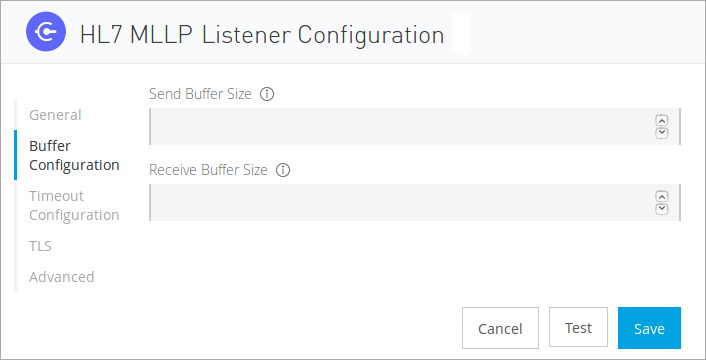 HL7 MLLP Listener Configuration
General
Buffer
Configuration
Timeout
Configuration
TLS
Advanced
Send Buffer Size
Receive Buffer Size
Cancel
Test
Save